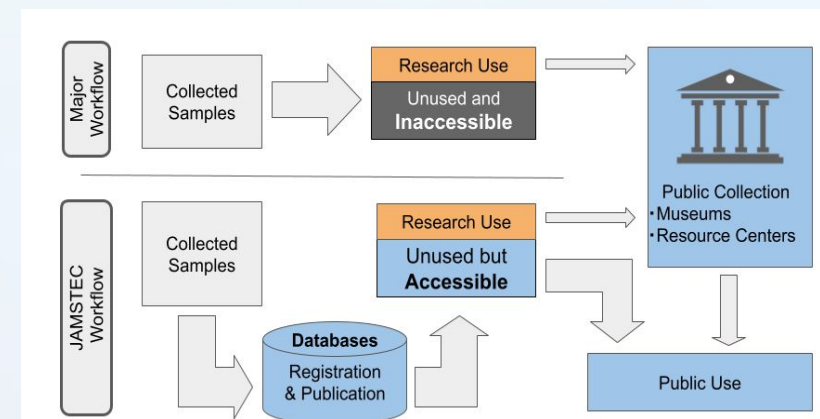 Major
Workflow
Collected
Samples
Research Use
Unused and
Inaccessible
Public Collection
・Museums
・Resource Centers
JAMSTEC
Workflow
Collected
Samples
Databases
Registration
& Publication
Research Use
Unused but
Accessible
Public Use